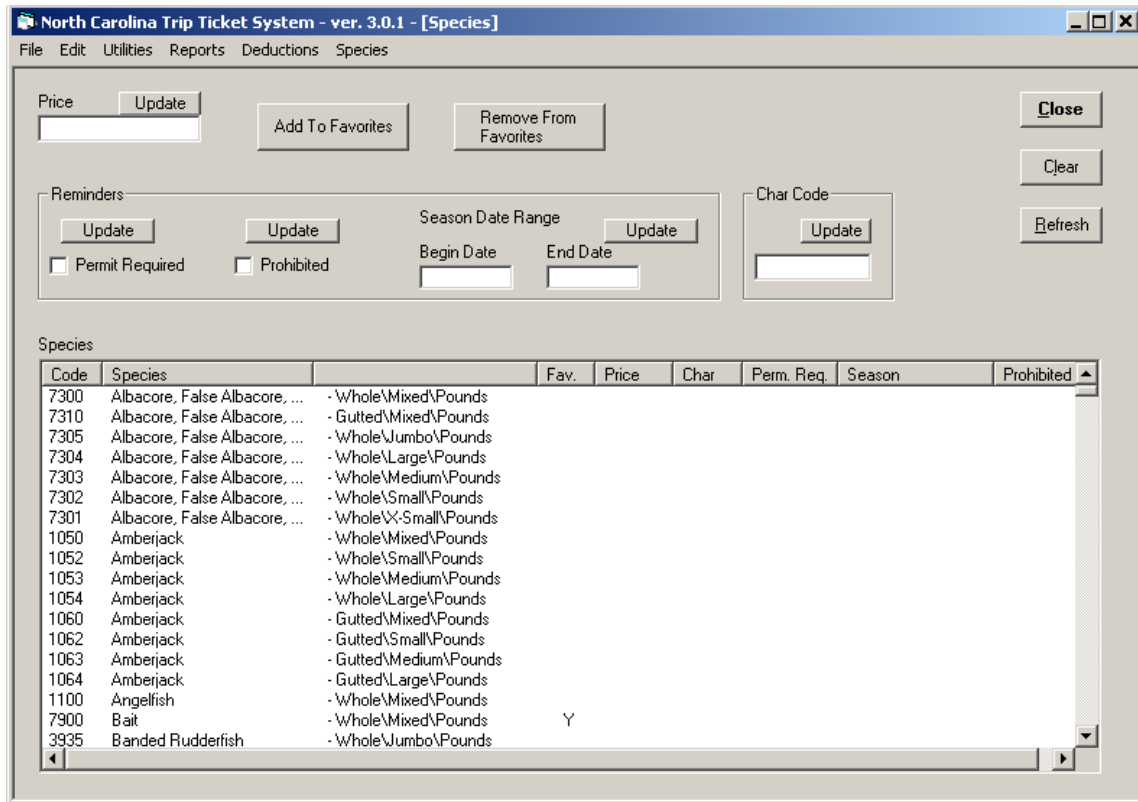 North Carolina Trip Ticket System - ver. 3.0.1 - [Species]
File Edit Utilities Reports Deductions Species
Price Update
Add To Favorites
Remove From
Favorites
Close
Clear
Refresh
Reminders
Update Update Season Date Range Update
Permit Required Prohibited Begin Date End Date
Char Code
Update
Species
Code Species Fav. Price Char Perm. Req. Season Prohibited
7300 Albacore, False Albacore, ... - Whole\Mixed\Pounds
7310 Albacore, False Albacore, ... - Gutted\Mixed\Pounds
7305 Albacore, False Albacore, ... - Whole\Jumbo\Pounds
7304 Albacore, False Albacore, ... - Whole\Large\Pounds
7303 Albacore, False Albacore, ... - Whole\Medium\Pounds
7302 Albacore, False Albacore, ... - Whole\Small\Pounds
7301 Albacore, False Albacore, ... - Whole\X-Small\Pounds
1050 Amberjack - Whole\Mixed\Pounds
1052 Amberjack - Whole\Small\Pounds
1053 Amberjack - Whole\Medium\Pounds
1054 Amberjack - Whole\Large\Pounds
1060 Amberjack - Gutted\Mixed\Pounds
1062 Amberjack - Gutted\Small\Pounds
1063 Amberjack - Gutted\Medium\Pounds
1064 Amberjack - Gutted\Large\Pounds
1100 Angelfish - Whole\Mixed\Pounds
7900 Bait - Whole\Mixed\Pounds Y
3935 Banded Rudderfish - Whole\Jumbo\Pounds